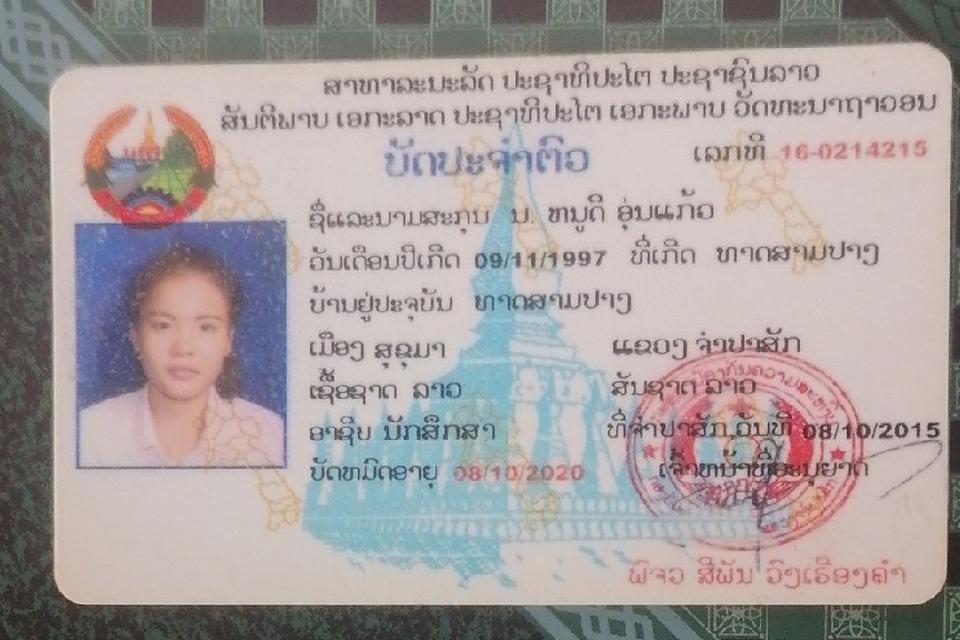 ສາທາລະນະລັດ ປະຊາທິປະໄຕ ປະຊາຊົນລາວ
ສັນຕິພາບ ເອກະລາດ ປະຊາທິປະໄຕ ເອກະພາບ ວັດທະນາຖາວອນ
ບັດປະຈຳຕົວ
ເລກທີ 16-0214215
ຊື່ແລະນາມສະກຸນ ນ. ຫນູດີ ອຸ່ນແກ້ວ
ວັນເດືອນປີເກີດ 09/11/1997 ທີ່ເກີດ ທາດສາມປາງ
ບ້ານຢູ່ປະຈຸບັນ ທາດສາມປາງ
ເມືອງ ສຸຂຸມາ ແຂວງ ຈຳປາສັກ
ເຊື້ອຊາດ ລາວ ສັນຊາດ ລາວ
ອາຊີບ ນັກສຶກສາ ທີ່ຈຳປາສັກ,ວັນທີ 08/10/2015
ບັດຫມົດອາຍຸ 08/10/2020 ເຈົ້າຫນ້າທີ່ອະນຸຍາດ
ພົຈວ ສີພັນ ວົງເຮືອງຄຳ